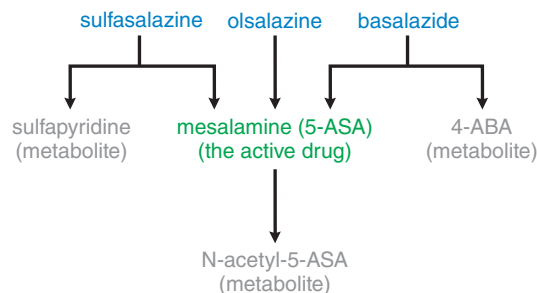 sulfasalazine olsalazine basalazide
sulfapyridine mesalamine (5-ASA) 4-ABA
(metabolite) (the active drug) (metabolite)
N-acetyl-5-ASA
(metabolite)